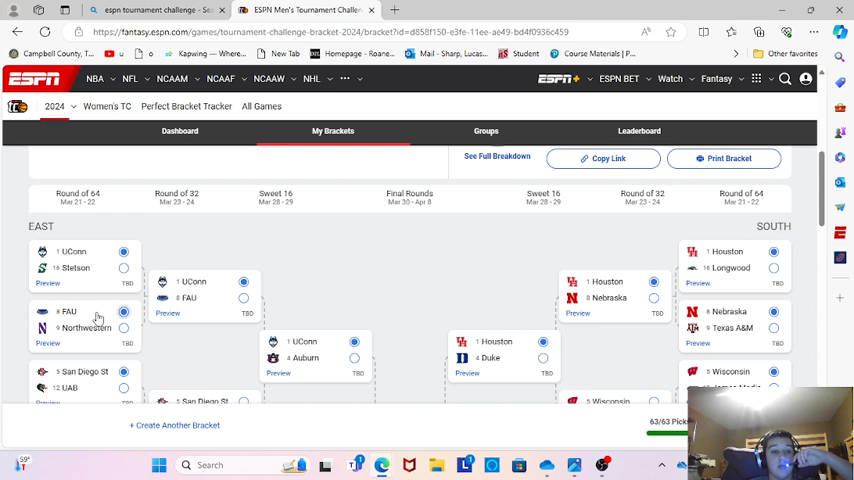 espn tournament challenge - Se
ESPN Men's Tournament Challen
https://fantasy.espn.com/games/tournament-challenge-bracket-2024/bracket?id=d858f150-e3fe-11ee-ae49-bd4f0936c459
Campbell County, T...
u
o
Kapwing — Where...
New Tab
Homepage - Roane...
Mail - Sharp, Lucas...
Student
Course Materials | P...
Other favorites
ESPN
NBA
NFL
NCAAM
NCAAF
NCAAW
NHL
ESPN+
ESPN BET
Watch
Fantasy
2024
Women's TC
Perfect Bracket Tracker
All Games
Dashboard
My Brackets
Groups
Leaderboard
See Full Breakdown
Copy Link
Print Bracket
Round of 64
Mar 21 - 22
Round of 32
Mar 23 - 24
Sweet 16
Mar 28 - 29
Final Rounds
Mar 30 - Apr 8
Sweet 16
Mar 28 - 29
Round of 32
Mar 23 - 24
Round of 64
Mar 21 - 22
EAST
SOUTH
1 UConn
16 Stetson
Preview
TBD
8 FAU
9 Northwestern
Preview
TBD
5 San Diego St
12 UAB
TBD
1 UConn
8 FAU
Preview
TBD
5 San Diego St
1 UConn
4 Auburn
Preview
TBD
1 Houston
4 Duke
Preview
TBD
1 Houston
8 Nebraska
Preview
TBD
5 Wisconsin
1 Houston
16 Longwood
Preview
TBD
8 Nebraska
9 Texas A&M
Preview
TBD
5 Wisconsin
+ Create Another Bracket
63/63 Pick
59°
Search